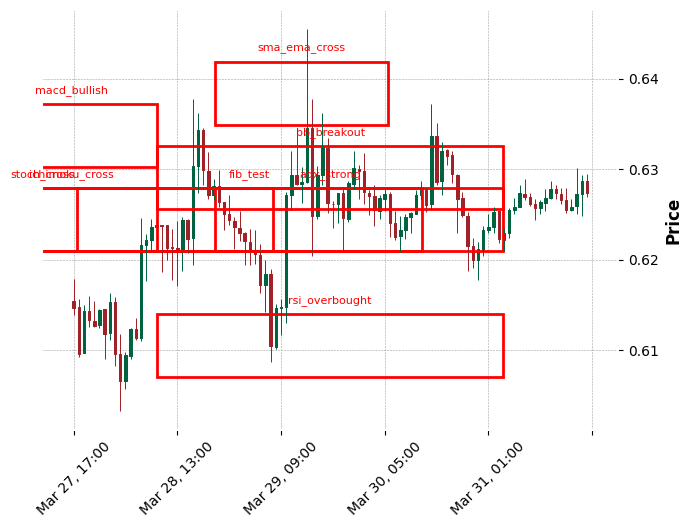 sma_ema_cross
0.64
macd_bullish
bb_breakout
0.63
ichimoku_cross
fib_test
0.62
rsi_overbought
0.61
Price
Mar 27, 17:00
Mar 28, 13:00
Mar 29, 09:00
Mar 30, 05:00
Mar 31, 01:00